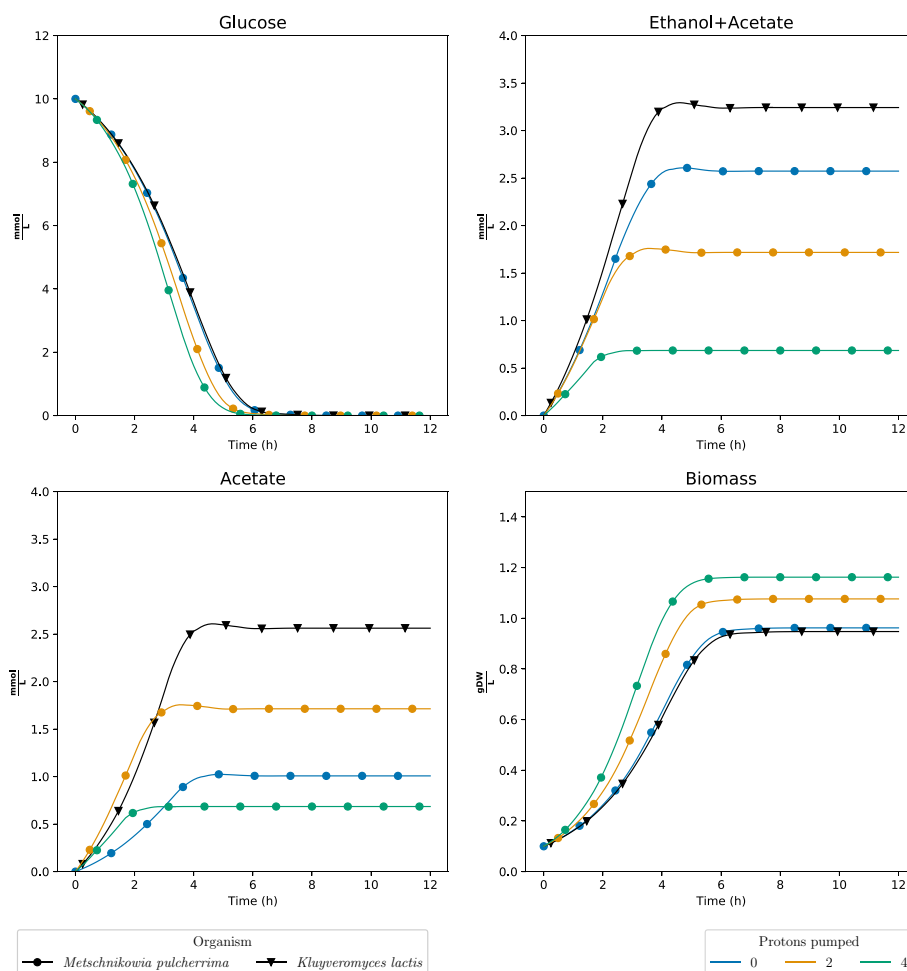 Glucose
12
10
8
6
4
2
0
mmol
L
0 2 4 6 8 10 12
Time (h)
Ethanol+Acetate
4.0
3.5
3.0
2.5
2.0
1.5
1.0
0.5
0.0
mmol
L
0 2 4 6 8 10 12
Time (h)
Acetate
4.0
3.5
3.0
2.5
2.0
1.5
1.0
0.5
0.0
mmol
L
0 2 4 6 8 10 12
Time (h)
Biomass
1.4
1.2
1.0
0.8
0.6
0.4
0.2
0.0
gDW
L
0 2 4 6 8 10 12
Time (h)
Organism
Metschnikowia pulcherrima Kluyveromyces lactis
Protons pumped
0 2 4